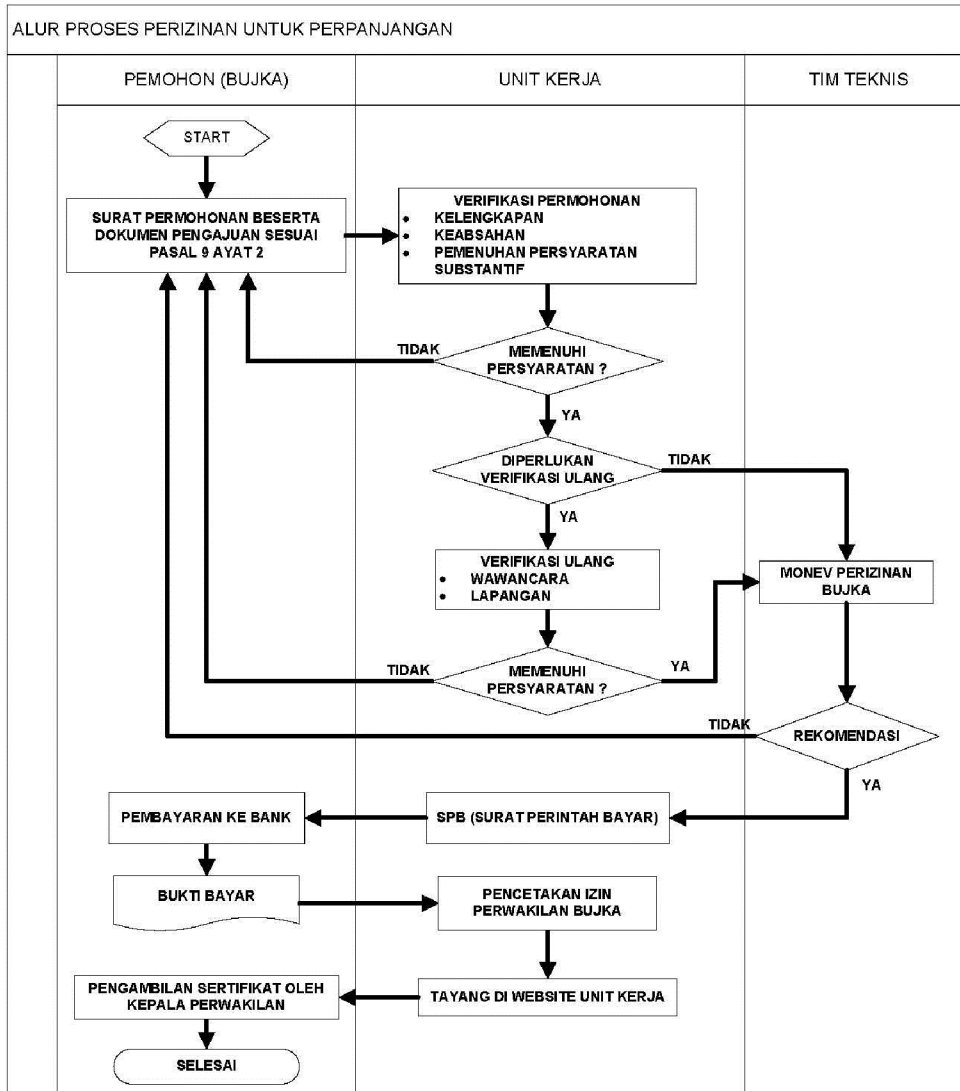 ALUR PROSES PERIZINAN UNTUK PERPANJANGAN
PEMOHON (BUJKA)
UNIT KERJA
TIM TEKNIS
START
SURAT PERMOHONAN BESERTA
DOKUMEN PENGAJUAN SESUAI
PASAL 9 AYAT 2
VERIFIKASI PERMOHONAN
• KELENGKAPAN
• KEABSAHAN
• PEMENUHAN PERSYARATAN
SUBSTANTIF
TIDAK
MEMENUHI
PERSYARATAN ?
YA
DIPERLUKAN
VERIFIKASI ULANG
TIDAK
YA
VERIFIKASI ULANG
• WAWANCARA
• LAPANGAN
MONEV PERIZINAN
BUJKA
TIDAK
MEMENUHI
PERSYARATAN ?
YA
TIDAK
REKOMENDASI
YA
PEMBAYARAN KE BANK
SPB (SURAT PERINTAH BAYAR)
BUKTI BAYAR
PENCETAKAN IZIN
PERWAKILAN BUJKA
PENGAMBILAN SERTIFIKAT OLEH
KEPALA PERWAKILAN
TAYANG DI WEBSITE UNIT KERJA
SELESAI